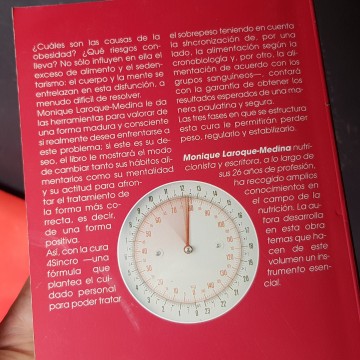 ¿Cuáles son las causas de la
obesidad? ¿Qué riesgos con-
lleva? No sólo influyen en ella el
exceso de alimento y el seden-
tarismo: el cuerpo y la mente se
entrelazan en esta disfunción, a
menudo difícil de resolver.
Monique Laroque-Medina le da
las herramientas para valorar de
una forma madura y consciente
si realmente desea enfrentarse a
este problema; si este es su de-
seo, el libro le mostrará el modo
de cambiar tanto sus hábitos ali-
mentarios como su mentalidad
y su actitud para afron-
tar el tratamiento de
la forma más co-
rrecta, es decir,
de una forma
positiva.
Así, con la cura
4Sincro —una
fórmula que
plantea el cui-
dado personal
para poder tratar
el sobrepeso teniendo en cuenta
la sincronización de, por una
lado, la alimentación según la
cronobiología y, por otro, la ali-
mentación de acuerdo con los
grupos sanguíneos—, contará
con la garantía de obtener los
resultados esperados de una ma-
nera paulatina y segura.
Las tres fases en que se estructura
esta cura le permitirán perder
peso, regularlo y estabilizarlo.
Monique Laroque-Medina nutri-
cionista y escritora, a lo largo de
sus 26 años de profesión,
ha recogido amplios
conocimientos en
el campo de la
nutrición. La au-
tora desarrolla
en esta obra
temas que ha-
cen de este
volumen un ins-
trumento esen-
cial.